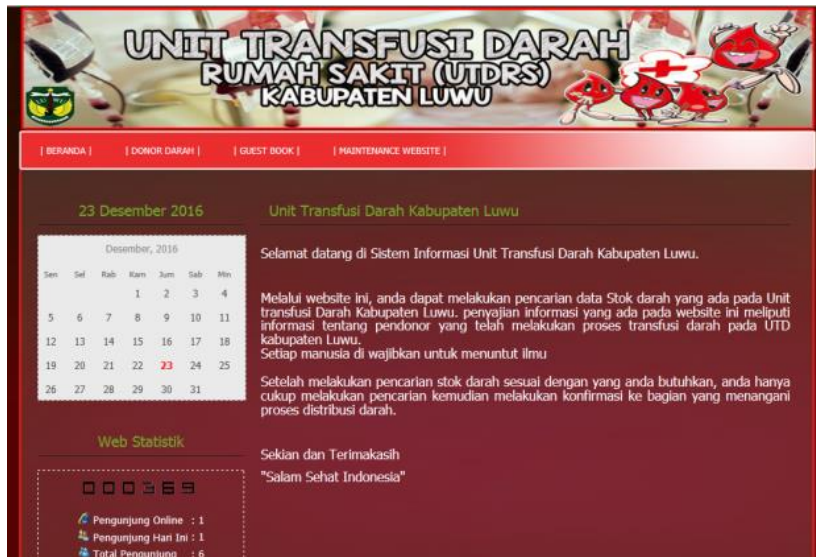 UNIT TRANSFUSI DARAH
RUMAH SAKIT (UTDRS)
KABUPATEN LUWU
| BERANDA | | DONOR DARAH | | GUEST BOOK | | MAINTENANCE WEBSITE |
23 Desember 2016
Desember, 2016
Sen Sel Rab Kam Jum Sab Min
1 2 3 4
5 6 7 8 9 10 11
12 13 14 15 16 17 18
19 20 21 22 23 24 25
26 27 28 29 30 31
Web Statistik
000369
Pengunjung Online : 1
Pengunjung Hari Ini : 1
Total Pengunjung : 6
Unit Transfusi Darah Kabupaten Luwu
Selamat datang di Sistem Informasi Unit Transfusi Darah Kabupaten Luwu.
Melalui website ini, anda dapat melakukan pencarian data Stok darah yang ada pada Unit
transfusi Darah Kabupaten Luwu. penyajian informasi yang ada pada website ini meliputi
informasi tentang pendonor yang telah melakukan proses transfusi darah pada UTD
kabupaten Luwu.
Setiap manusia di wajibkan untuk menuntut ilmu
Setelah melakukan pencarian stok darah sesuai dengan yang anda butuhkan, anda hanya
cukup melakukan pencarian kemudian melakukan konfirmasi ke bagian yang menangani
proses distribusi darah.
Sekian dan Terimakasih
"Salam Sehat Indonesia"